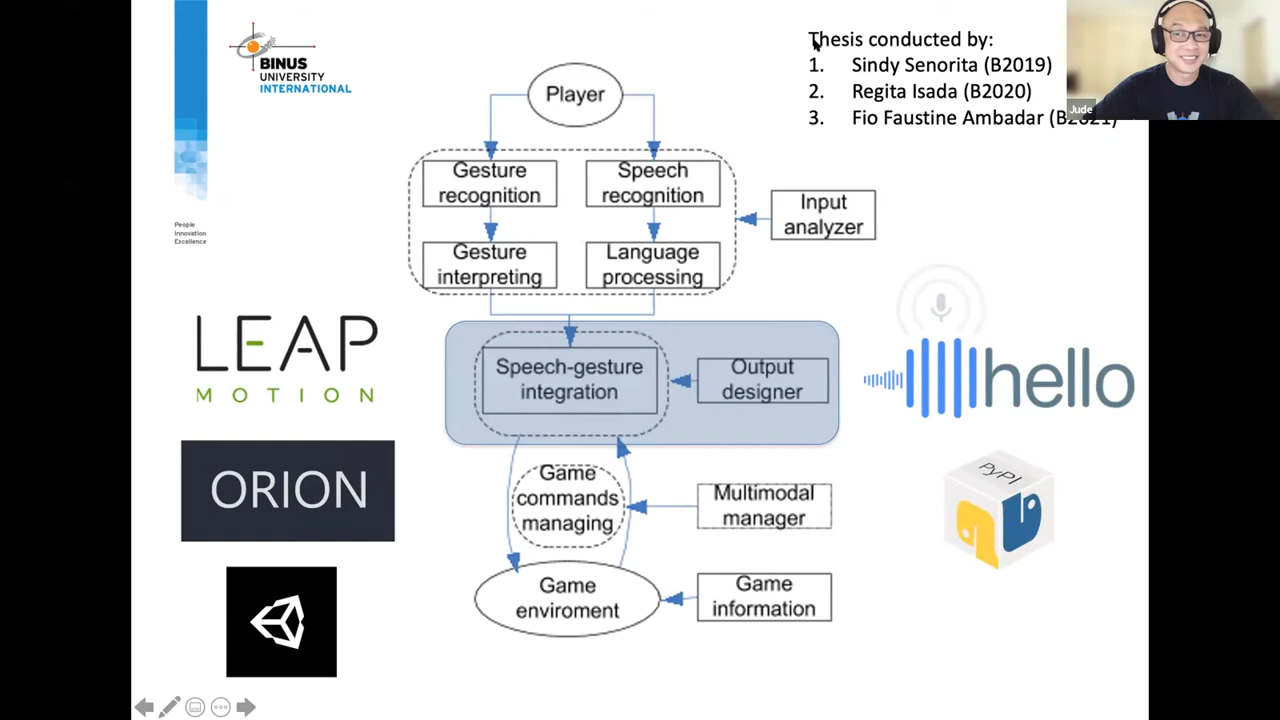 BINUS
UNIVERSITY
INTERNATIONAL
People
Innovation
Excellence
Thesis conducted by:
1. Sindy Senorita (B2019)
2. Regita Isada (B2020)
3. Fio Faustine Ambadar (B2021)
Jude
Player
Gesture
recognition
Speech
recognition
Input
analyzer
Gesture
interpreting
Language
processing
LEAP
MOTION
Speech-gesture
integration
Output
designer
hello
ORION
Game
commands
managing
Multimodal
manager
PyPI
Game
enviroment
Game
information